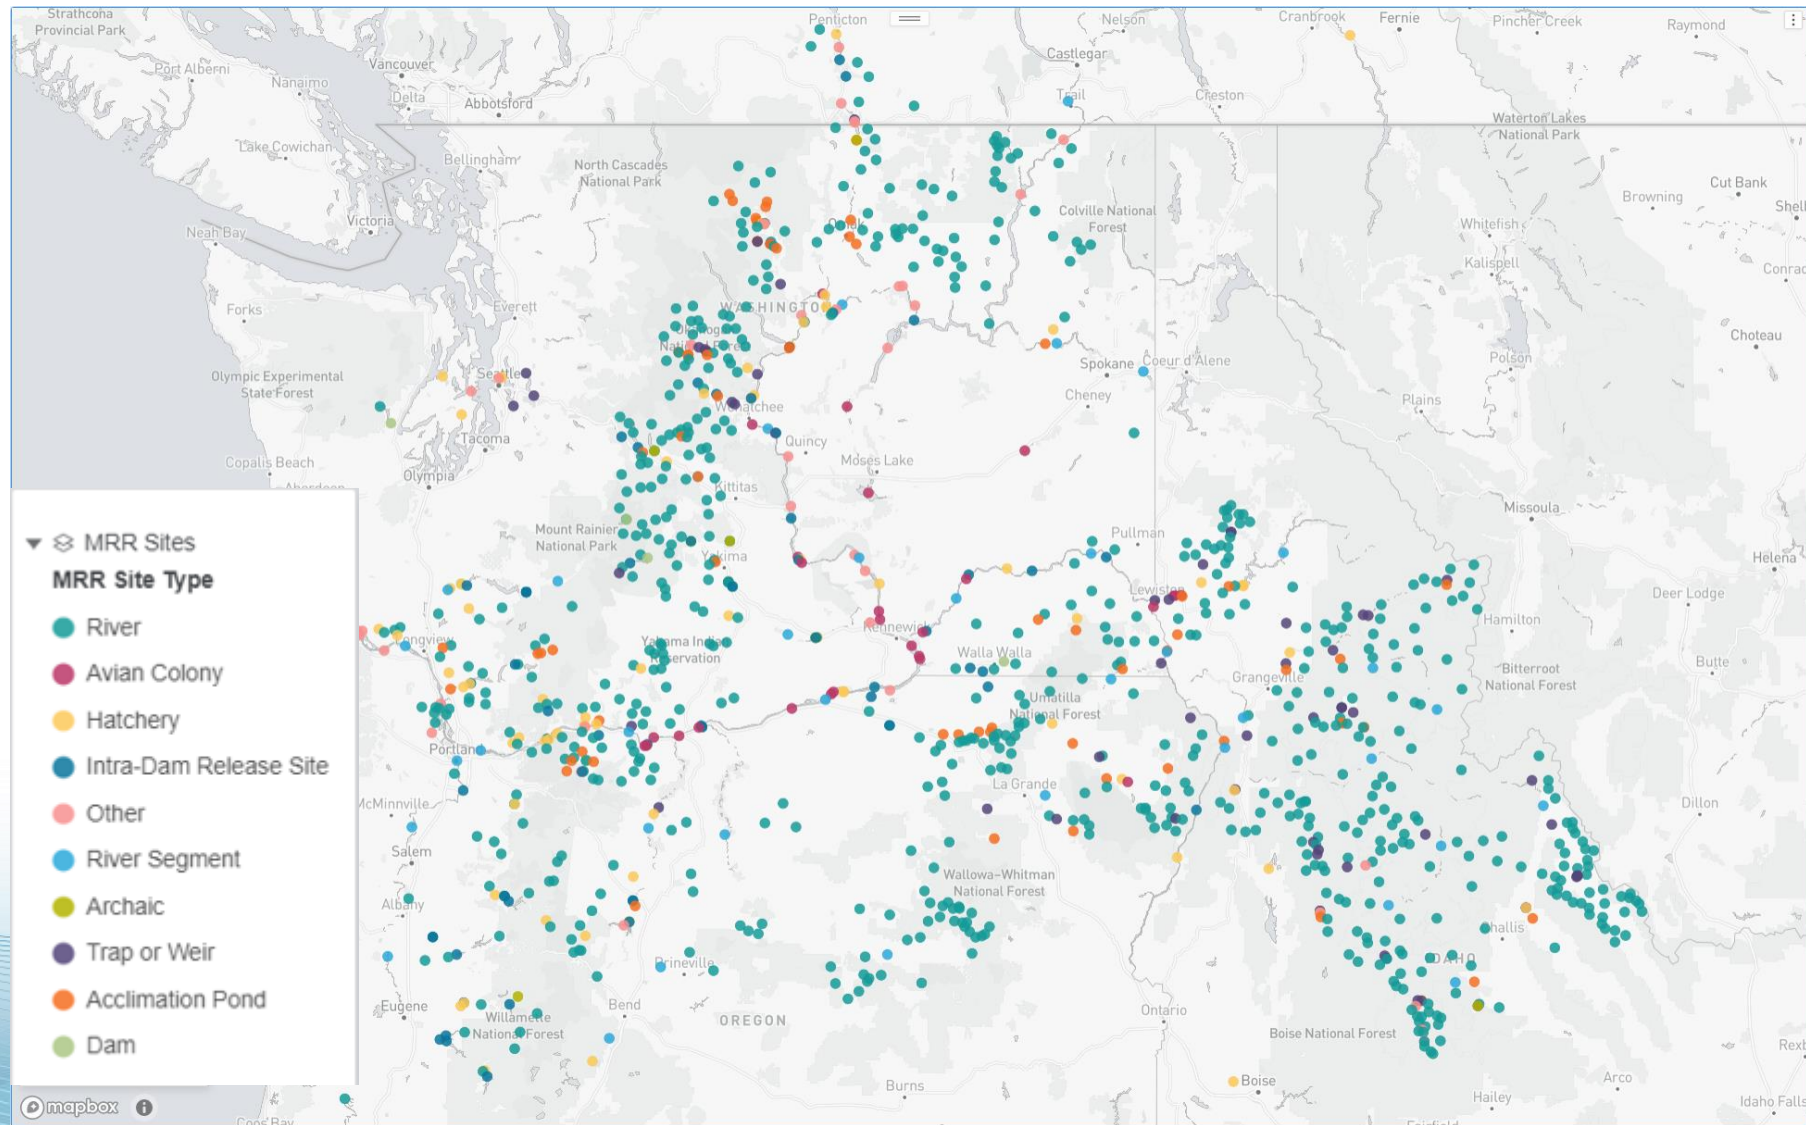 Strathcona
Provincial Park
Penticton
Nelson
Cranbrook
Fernie
Pincher Creek
Raymond
Port Alberni
Vancouver
Castlegar
Nanaimo
Delta
Abbotsford
Trail
Creston
Waterton Lakes
National Park
Lake Cowichan
Bellingham
North Cascades
National Park
Cut Bank
Browning
Victoria
Colville National
Forest
Whitefish
Neah Bay
Kalispell
Forks
Everett
WASHINGTO
Choteau
Olympic Experimental
State Forest
Seattle
Spokane
Coeur d'Alene
Polson
Cheney
Plains
Wenatchee
Tacoma
Quincy
Moses Lake
Copalis Beach
Olympia
Kittitas
Missoula
Mount Rainier
National Park
Pullman
Yakima
Helena
Lewiston
Deer Lodge
Hamilton
Kennewick
Longview
Yakama Indian
Reservation
Walla Walla
Butte
Bitterroot
National Forest
Grangeville
Umatilla
National Forest
Portland
La Grande
McMinnville
Dillon
Salem
Wallowa-Whitman
National Forest
Albany
Challis
Prineville
IDAHO
Eugene
Bend
OREGON
Ontario
Willamette
National Forest
Boise National Forest
Boise
Arco
Burns
Hailey
Idaho Falls
MRR Sites
MRR Site Type
River
Avian Colony
Hatchery
Intra-Dam Release Site
Other
River Segment
Archaic
Trap or Weir
Acclimation Pond
Dam
mapbox